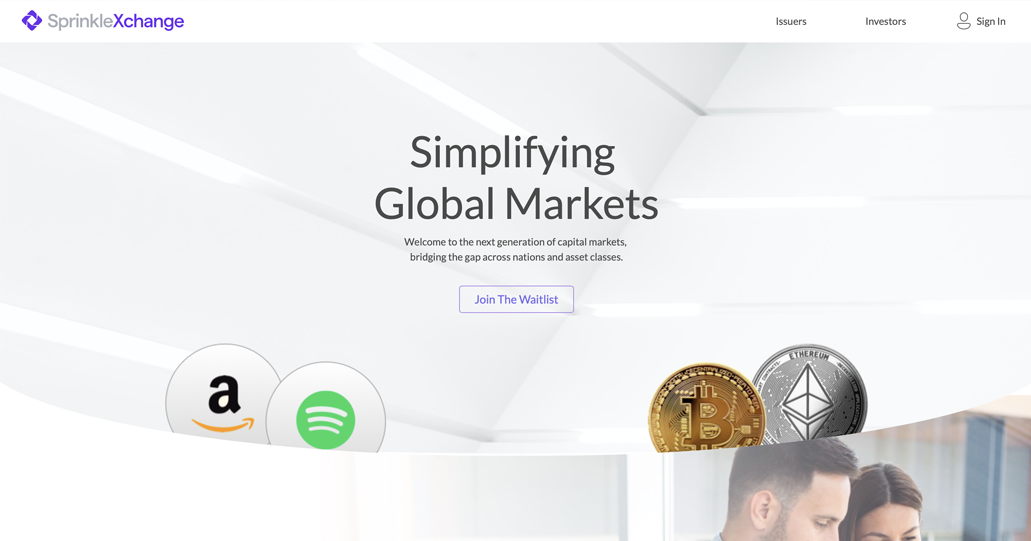 SprinkleXchange
Issuers
Investors
Sign In
Simplifying
Global Markets
Welcome to the next generation of capital markets,
bridging the gap across nations and asset classes.
Join The Waitlist
a
ETHEREUM